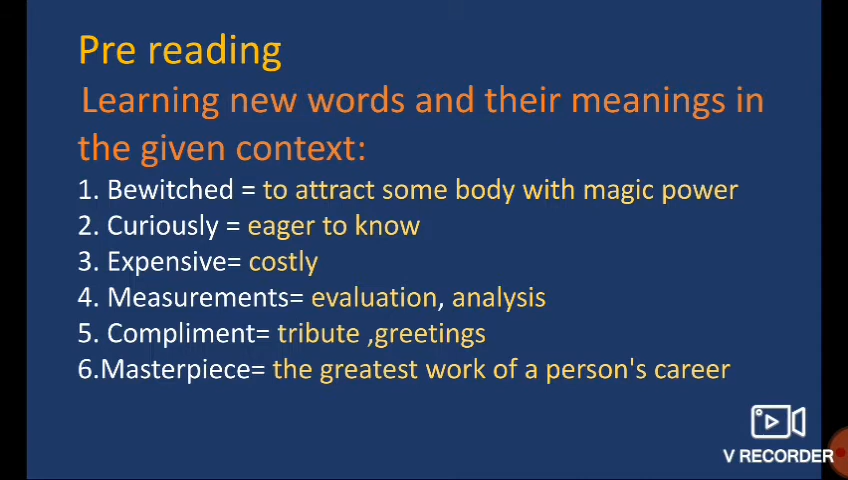 Pre reading
Learning new words and their meanings in
the given context:
1. Bewitched = to attract some body with magic power
2. Curiously = eager to know
3. Expensive= costly
4. Measurements= evaluation, analysis
5. Compliment= tribute ,greetings
6.Masterpiece= the greatest work of a person's career
V RECORDER